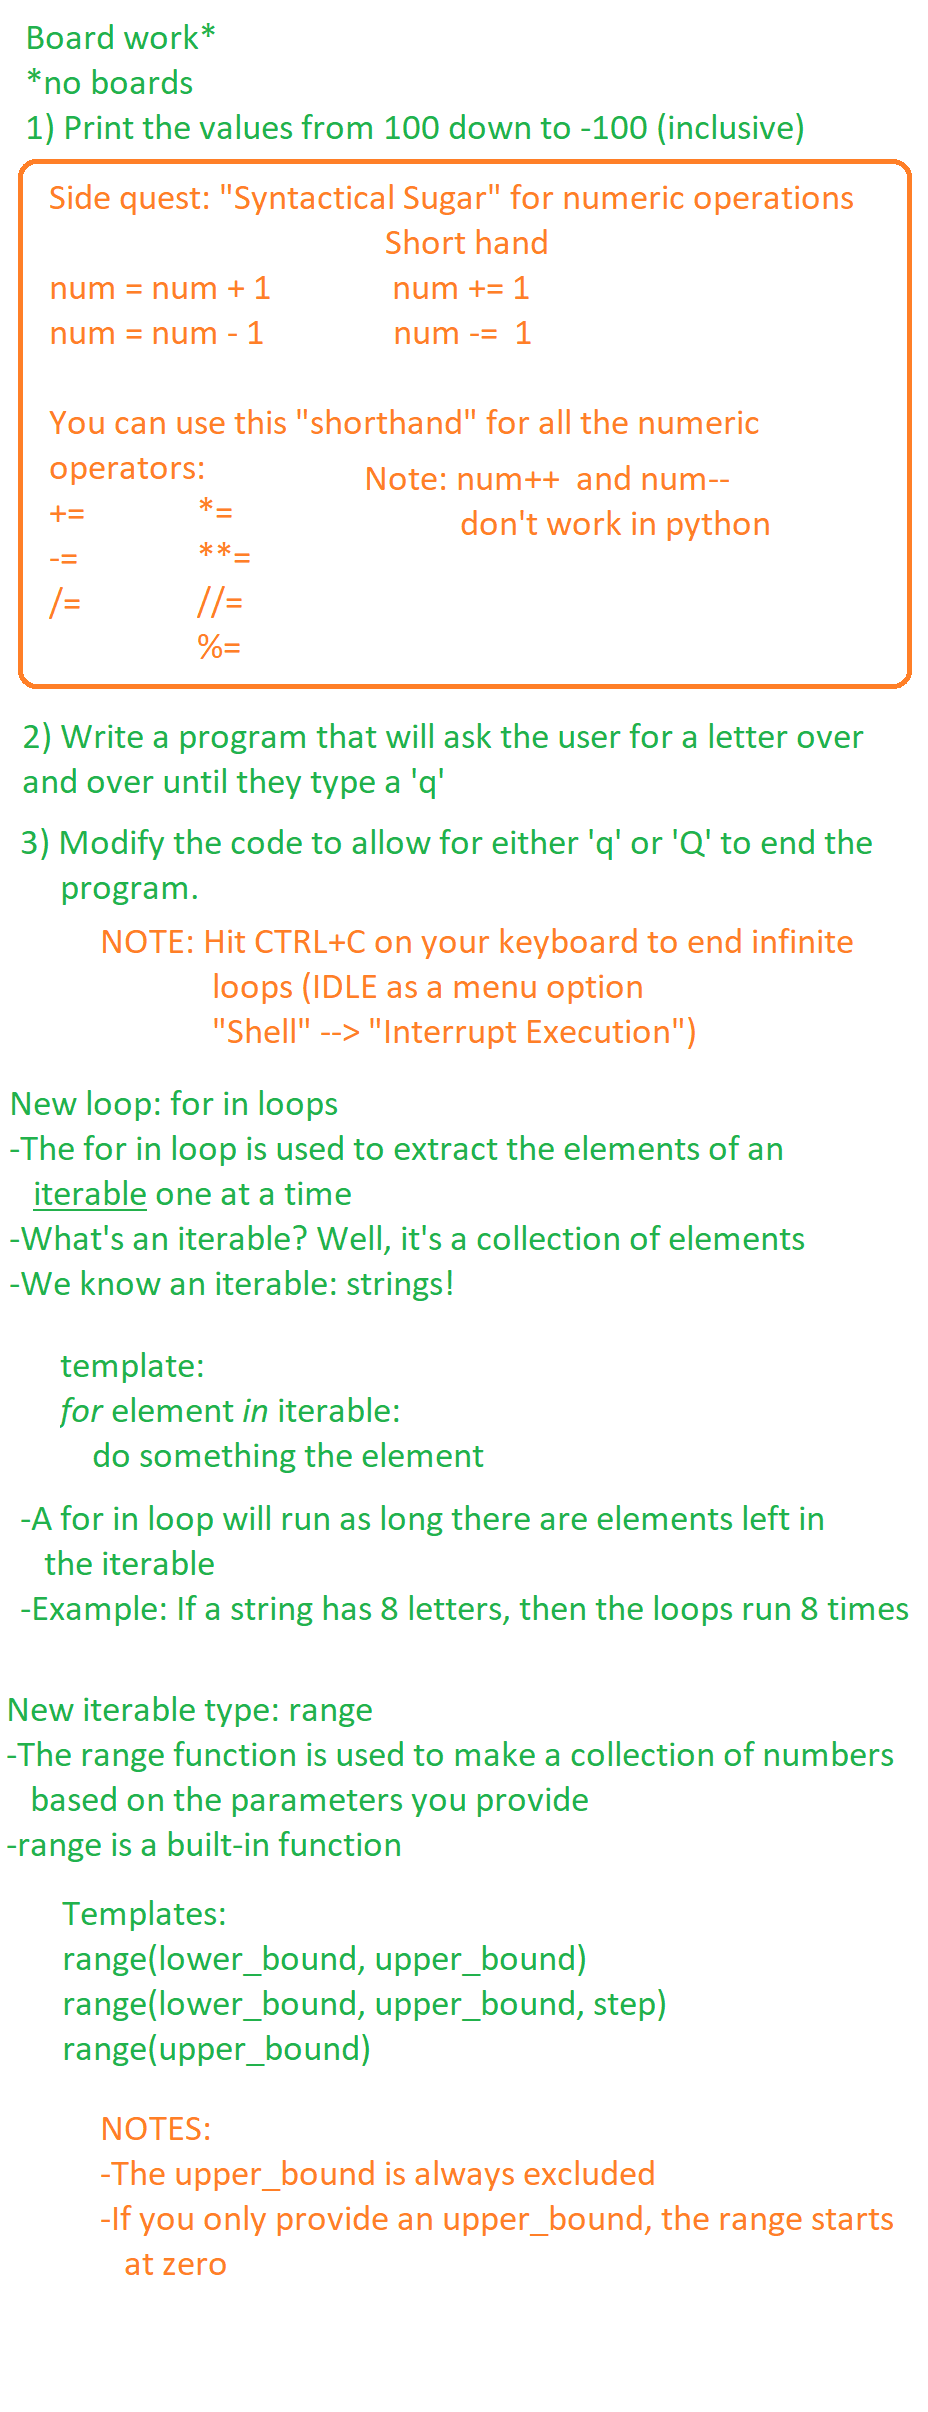 Board work*
*no boards
1) Print the values from 100 down to -100 (inclusive)
Side quest: "Syntactical Sugar" for numeric operations
Short hand
num = num + 1 num += 1
num = num - 1 num -= 1
You can use this "shorthand" for all the numeric
operators:
Note: num++ and num--
don't work in python
+= *=
-= **=
/= //=
%=
2) Write a program that will ask the user for a letter over
and over until they type a 'q'
3) Modify the code to allow for either 'q' or 'Q' to end the
program.
NOTE: Hit CTRL+C on your keyboard to end infinite
loops (IDLE as a menu option
"Shell" --> "Interrupt Execution")
New loop: for in loops
-The for in loop is used to extract the elements of an
iterable one at a time
-What's an iterable? Well, it's a collection of elements
-We know an iterable: strings!
template:
for element in iterable:
do something the element
-A for in loop will run as long there are elements left in
the iterable
-Example: If a string has 8 letters, then the loops run 8 times
New iterable type: range
-The range function is used to make a collection of numbers
based on the parameters you provide
-range is a built-in function
Templates:
range(lower_bound, upper_bound)
range(lower_bound, upper_bound, step)
range(upper_bound)
NOTES:
-The upper_bound is always excluded
-If you only provide an upper_bound, the range starts
at zero